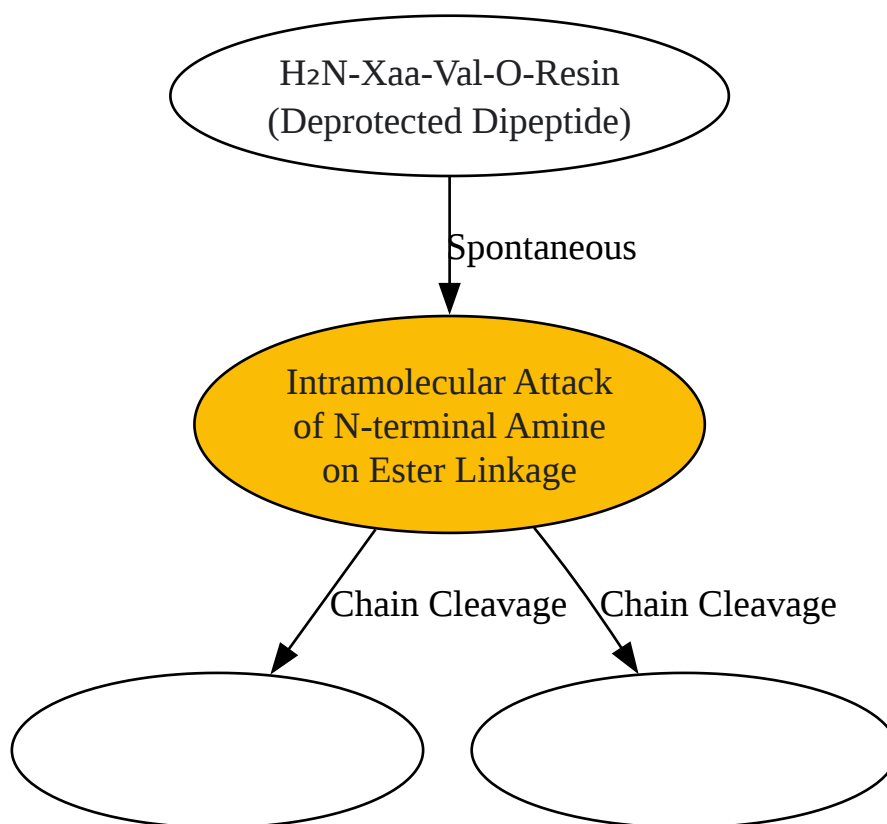 H₂N-Xaa-Val-O-Resin
(Deprotected Dipeptide)
Spontaneous
Intramolecular Attack
of N-terminal Amine
on Ester Linkage
Chain Cleavage
Chain Cleavage